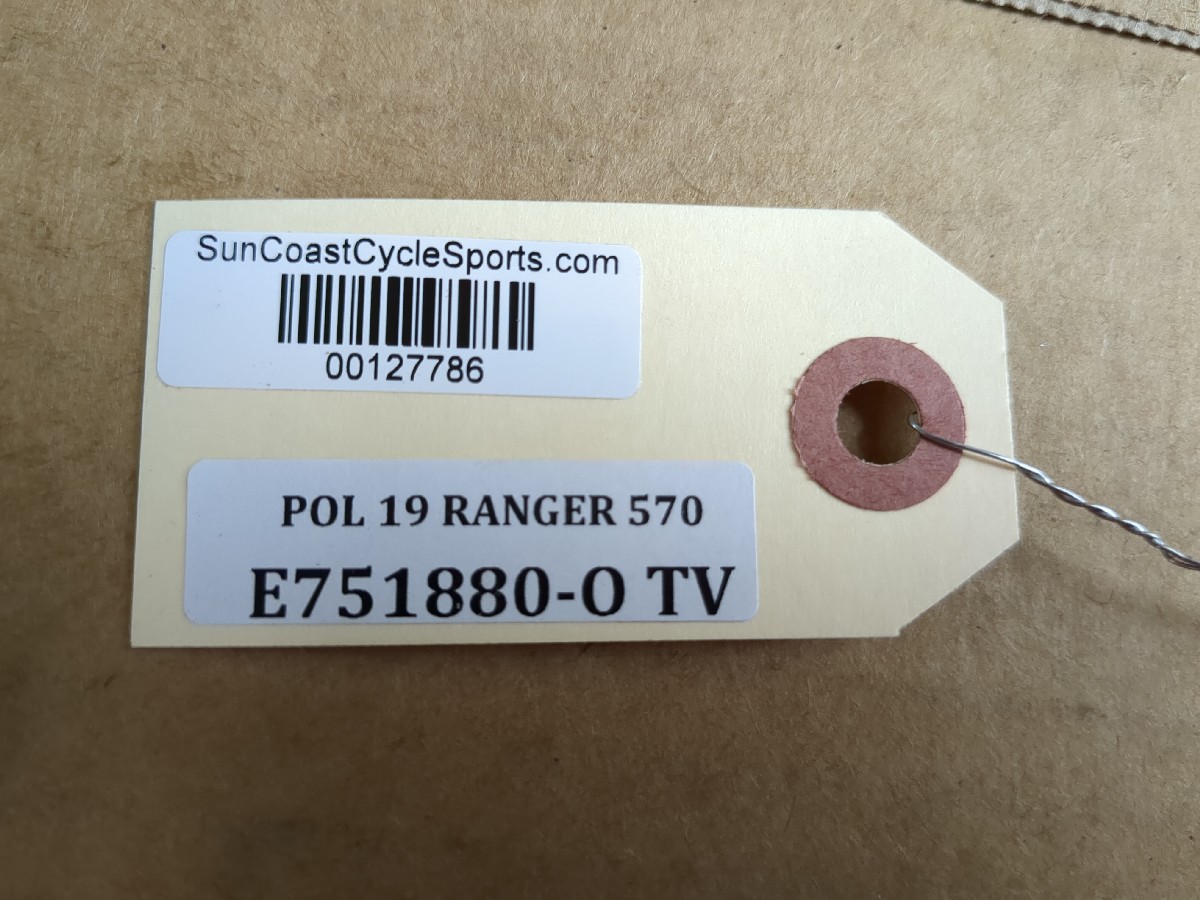 SunCoastCycleSports.com
00127786
POL 19 RANGER 570
E751880-O TV